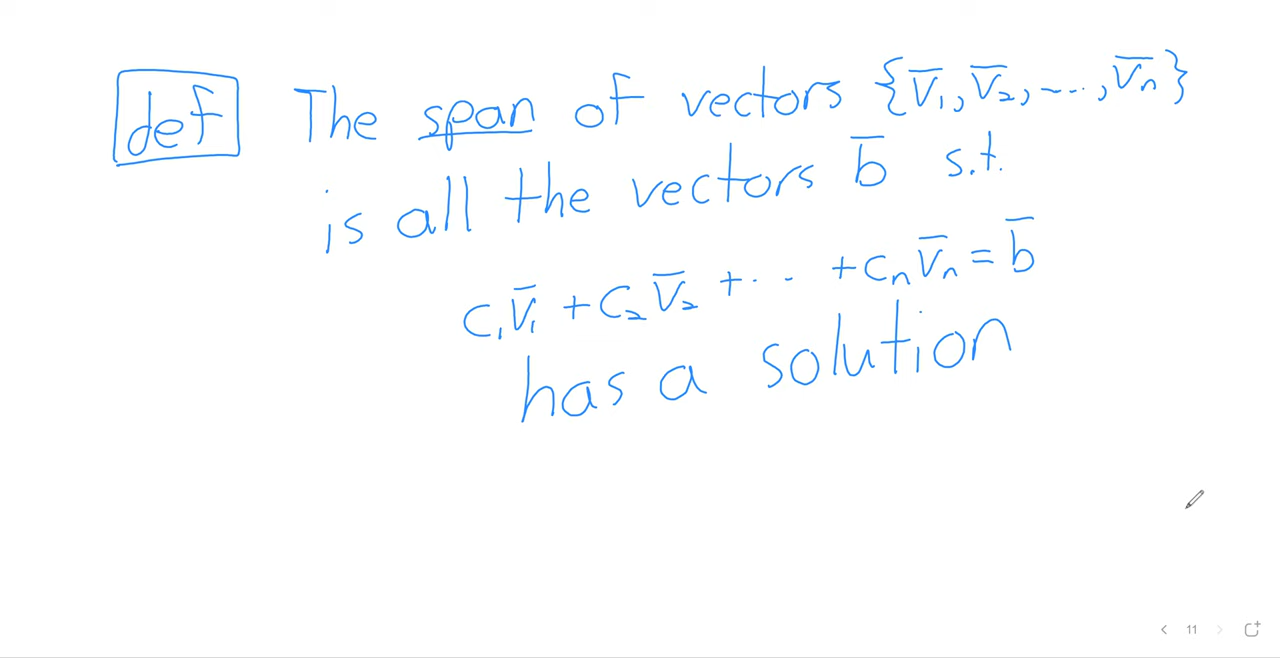 def The span of vectors {v̄₁, v̄₂, ..., v̄ₙ}
is all the vectors b̄ s.t.
c₁v̄₁ + c₂v̄₂ + ... + cₙv̄ₙ = b̄
has a solution
< 11 >